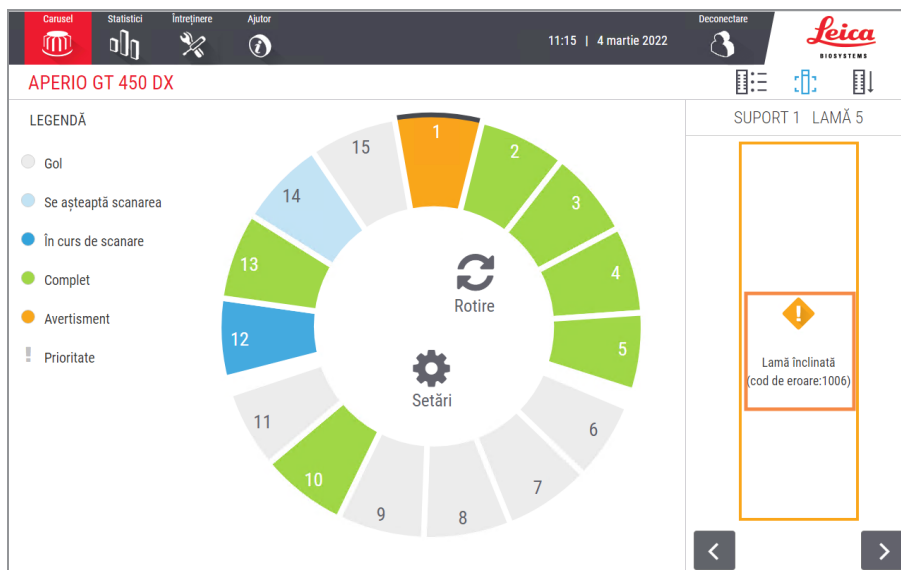 Carusel
Statistici
Întreținere
Ajutor
11:15 | 4 martie 2022
Deconectare
Leica
BIOSYSTEMS
APERIO GT 450 DX
LEGENDĂ
Gol
Se așteaptă scanarea
În curs de scanare
Complet
Avertisment
Prioritate
1
2
3
4
5
6
7
8
9
10
11
12
13
14
15
Rotire
Setări
SUPORT 1 LAMĂ 5
Lamă înclinată
(cod de eroare:1006)